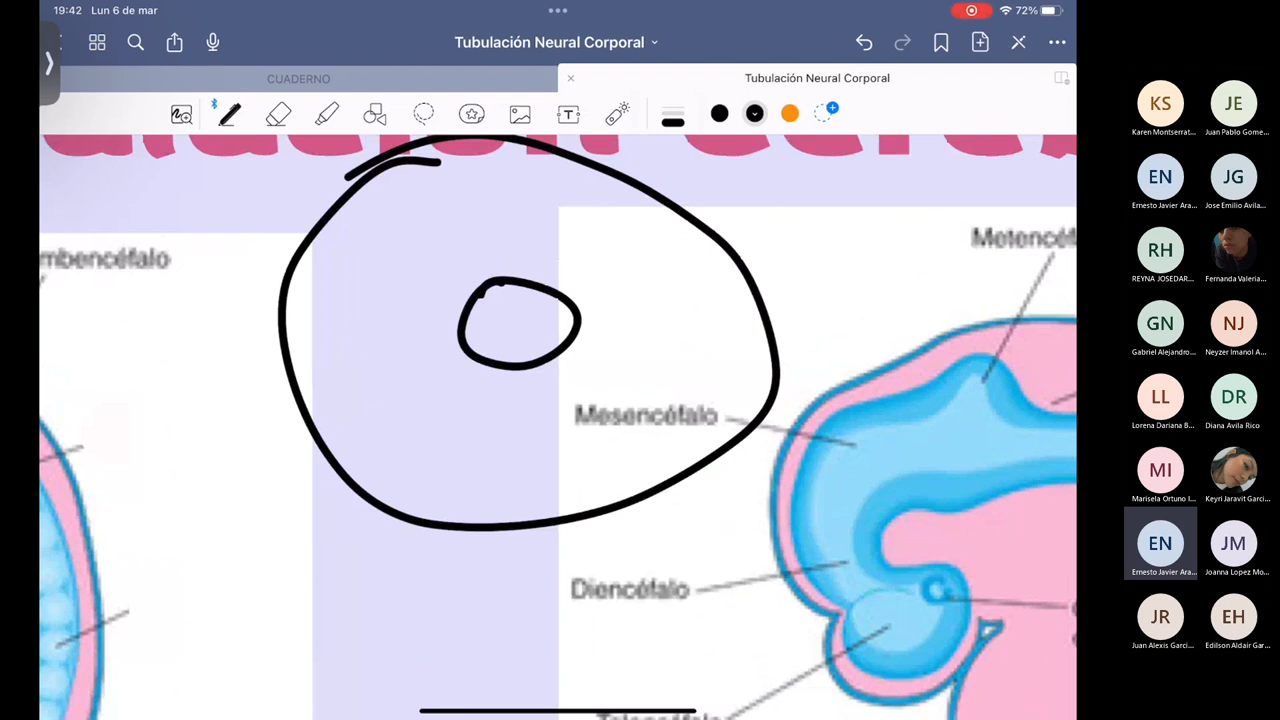 19:42 Lun 6 de mar
72%
Tubulación Neural Corporal
CUADERNO
Tubulación Neural Corporal
T
mbencéfalo
Metencéf
Mesencéfalo
Diencéfalo
KS JE
Karen Montserrat... Juan Pablo Gome...
EN JG
Ernesto Javier Ara... Jose Emilio Avila...
RH
REYNA JOSEDAR... Fernanda Valeria...
GN NJ
Gabriel Alejandro... Neyzer Imanol A...
LL DR
Lorena Dariana B... Diana Avila Rico
MI
Marisela Ortuno I... Keyri Jaravit Garci...
EN JM
Ernesto Javier Ara... Joanna Lopez Mo...
JR EH
Juan Alexis Garci... Edilson Aldair Gar...